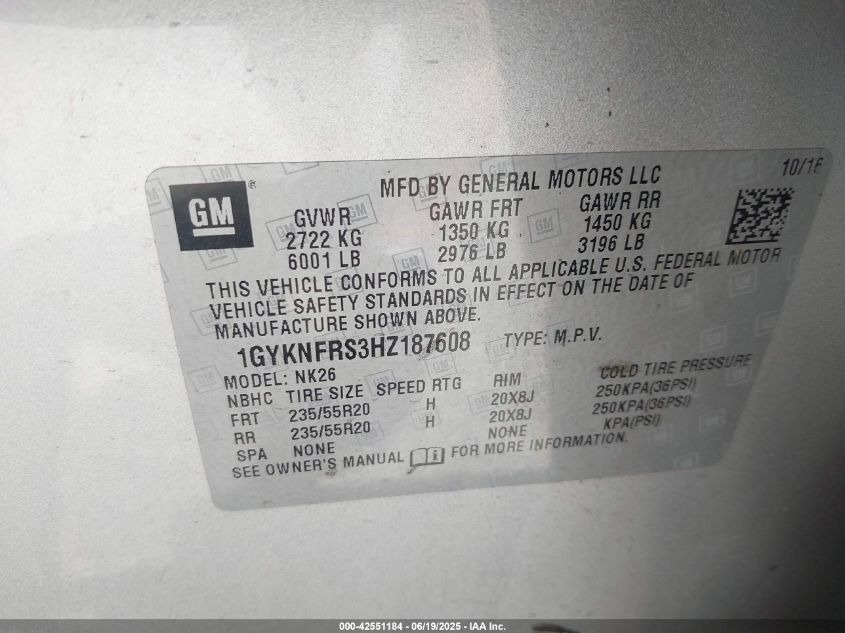 10/16
MFD BY GENERAL MOTORS LLC
GM®
GVWR GAWR FRT GAWR RR
2722 KG 1350 KG 1450 KG
6001 LB 2976 LB 3196 LB
THIS VEHICLE CONFORMS TO ALL APPLICABLE U.S. FEDERAL MOTOR
VEHICLE SAFETY STANDARDS IN EFFECT ON THE DATE OF
MANUFACTURE SHOWN ABOVE.
1GYKNFRS3HZ187608 TYPE: M.P.V.
MODEL: NK26
NBHC TIRE SIZE SPEED RTG RIM COLD TIRE PRESSURE
FRT 235/55R20 H 20X8J 250KPA(36PSI)
RR 235/55R20 H 20X8J 250KPA(36PSI)
SPA NONE NONE KPA(PSI)
SEE OWNER'S MANUAL FOR MORE INFORMATION.
000-42551184 - 06/19/2025 - IAA Inc.